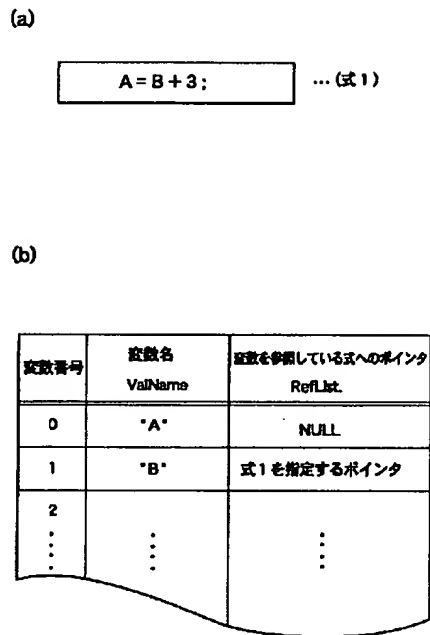 (a)
A = B + 3 ; … (式1)
(b)
変数番号 変数名 ValName 変数を参照している式へのポインタ RefList.
0 "A" NULL
1 "B" 式1を指定するポインタ
2